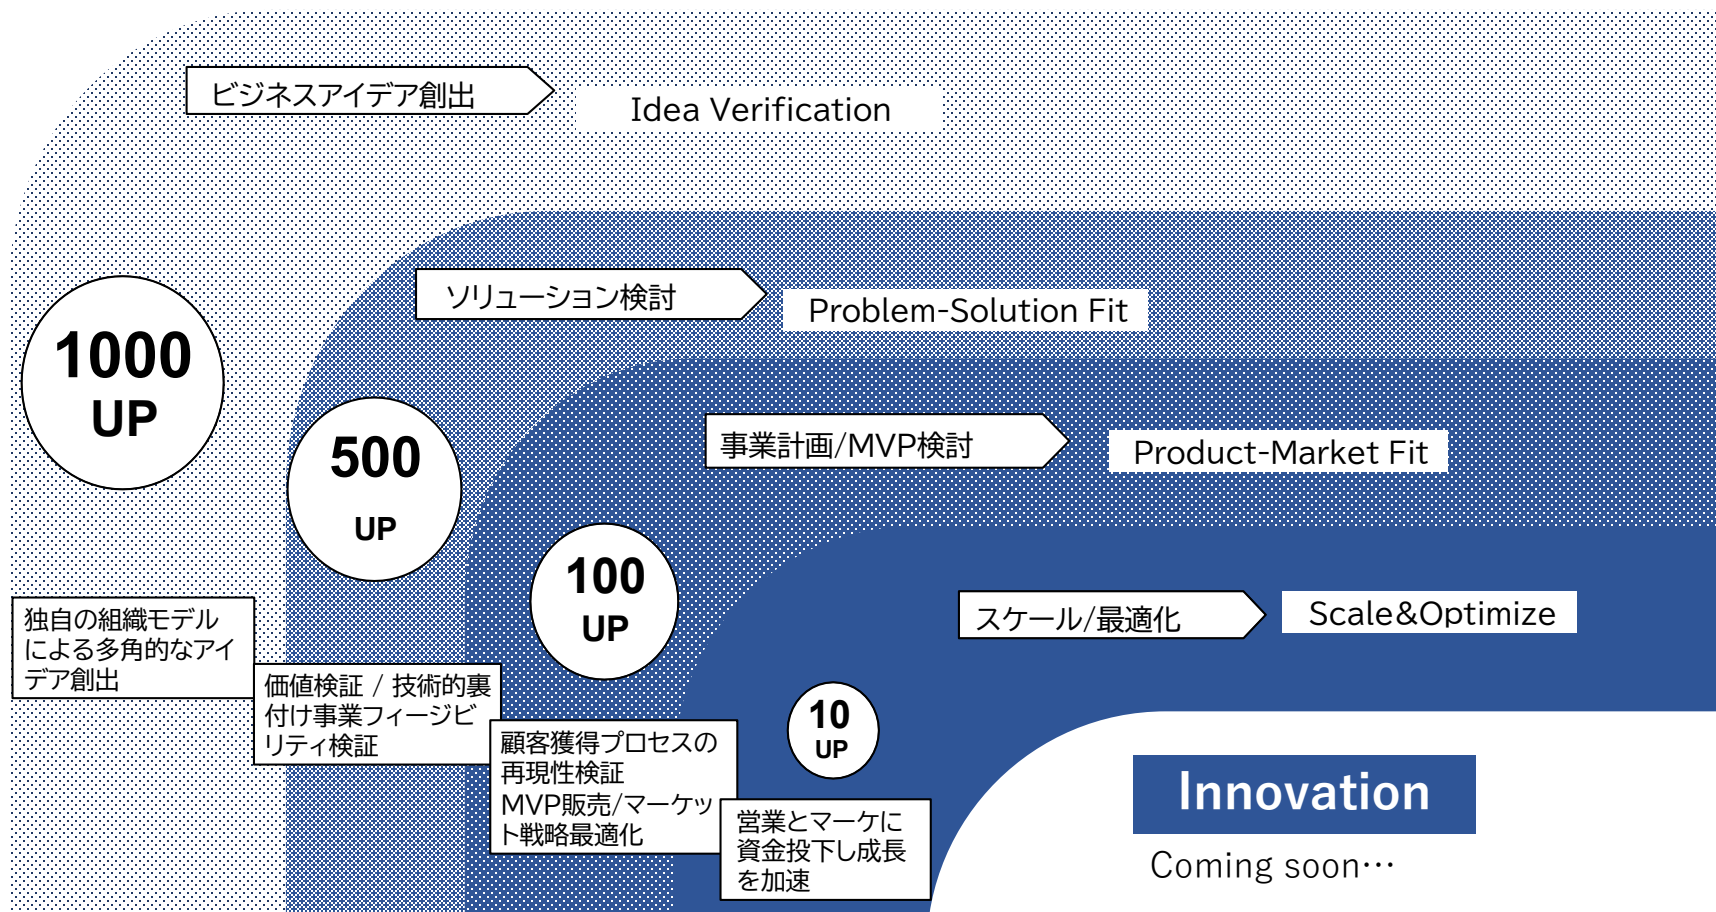 ビジネスアイデア創出
Idea Verification
ソリューション検討
Problem-Solution Fit
1000
UP
事業計画/MVP検討
Product-Market Fit
500
UP
100
UP
スケール/最適化
Scale&Optimize
独自の組織モデル
による多角的なアイ
デア創出
価値検証 / 技術的裏
付け事業フィージビ
リティ検証
10
UP
顧客獲得プロセスの
再現性検証
MVP販売/マーケッ
ト戦略最適化
営業とマーケに
資金投下し成長
を加速
Innovation
Coming soon…